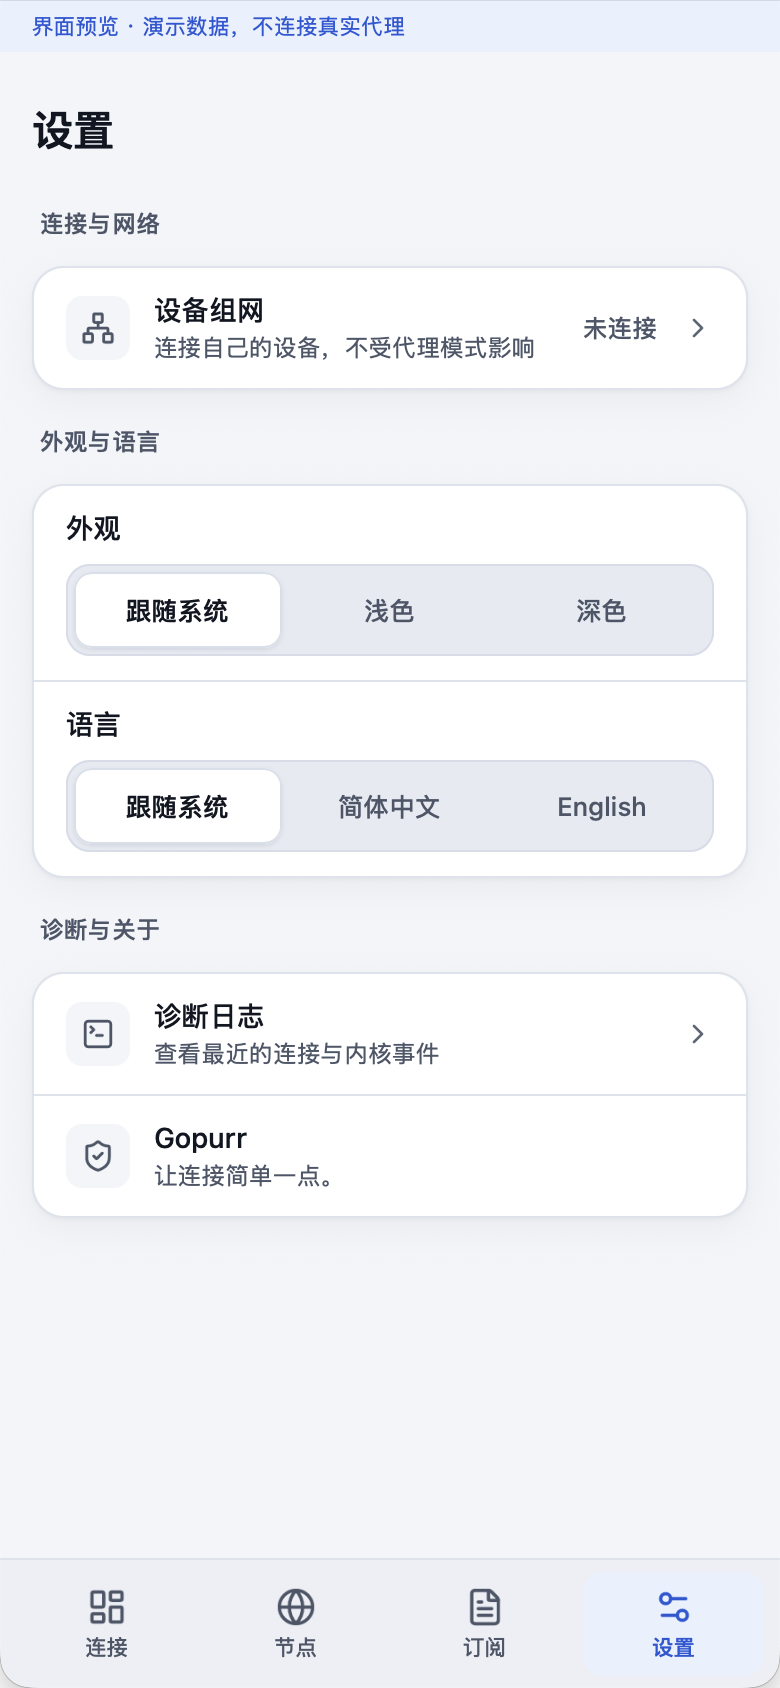 界面预览 · 演示数据，不连接真实代理
设置
连接与网络
设备组网
连接自己的设备，不受代理模式影响
未连接
外观与语言
外观
跟随系统
浅色
深色
语言
跟随系统
简体中文
English
诊断与关于
诊断日志
查看最近的连接与内核事件
Gopurr
让连接简单一点。
连接
节点
订阅
设置